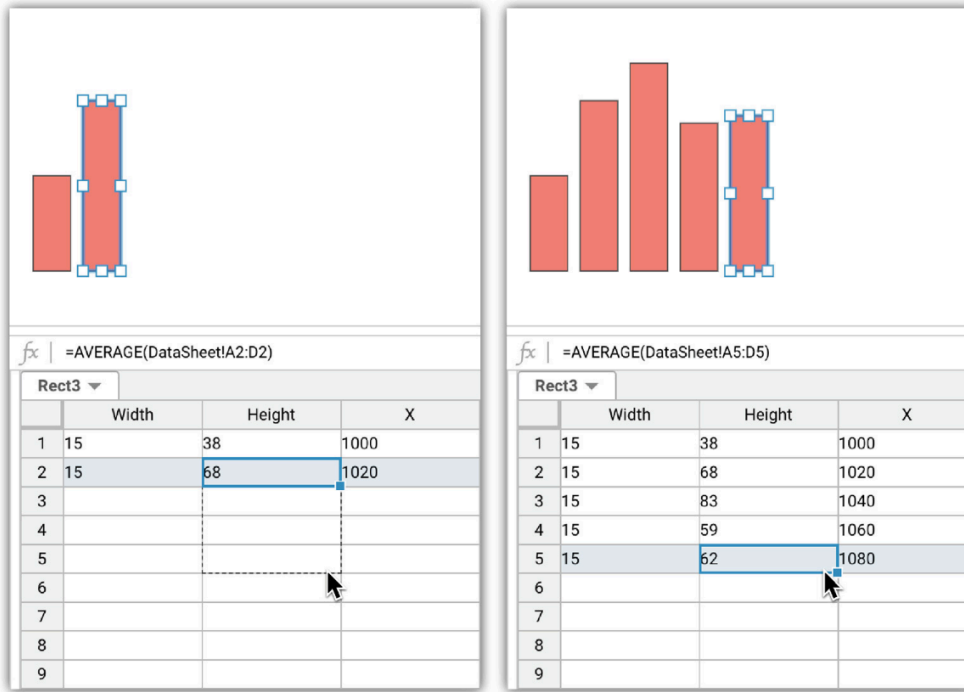 fx | =AVERAGE(DataSheet!A2:D2)
Rect3
Width Height X
1 15 38 1000
2 15 68 1020
3
4
5
6
7
8
9
fx | =AVERAGE(DataSheet!A5:D5)
Rect3
Width Height X
1 15 38 1000
2 15 68 1020
3 15 83 1040
4 15 59 1060
5 15 62 1080
6
7
8
9